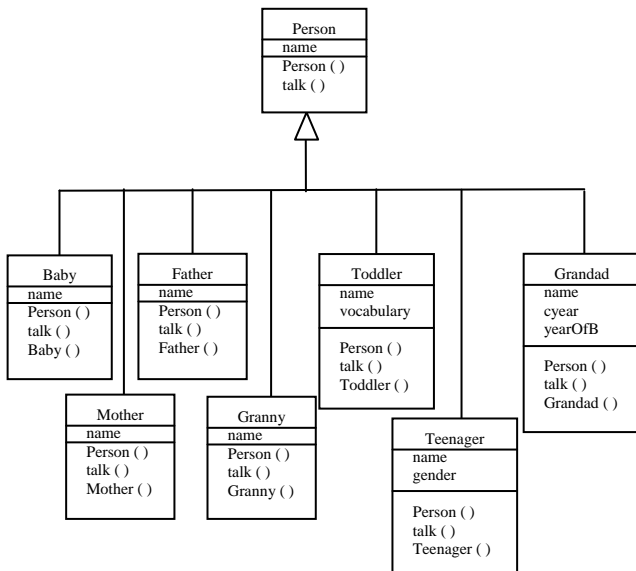 Person
name
Person ( )
talk ( )
Baby
name
Person ( )
talk ( )
Baby ( )
Father
name
Person ( )
talk ( )
Father ( )
Toddler
name
vocabulary
Person ( )
talk ( )
Toddler ( )
Grandad
name
cyear
yearOfB
Person ( )
talk ( )
Grandad ( )
Mother
name
Person ( )
talk ( )
Mother ( )
Granny
name
Person ( )
talk ( )
Granny ( )
Teenager
name
gender
Person ( )
talk ( )
Teenager ( )